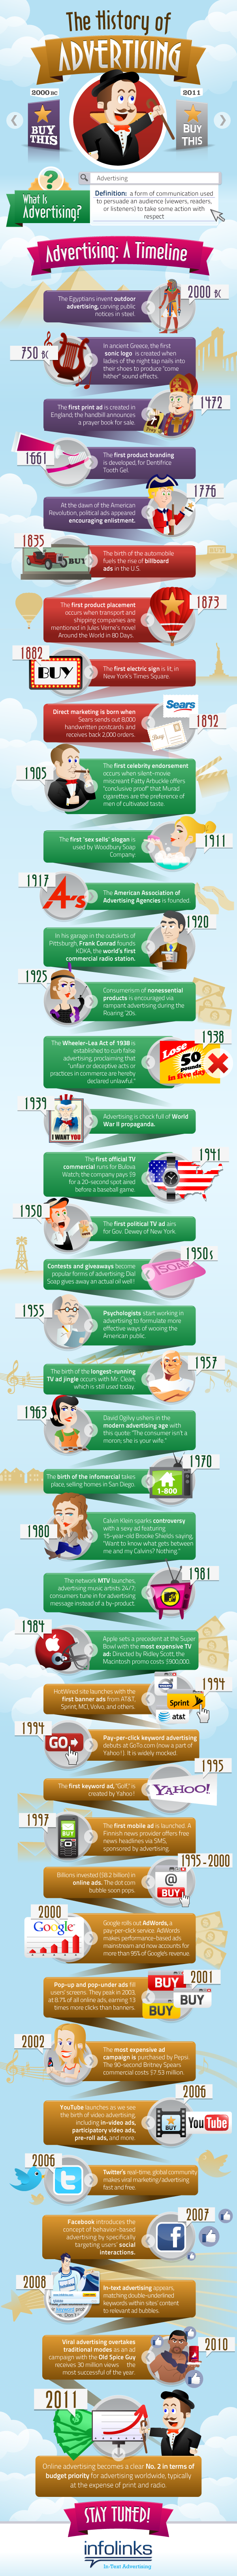 The History of
ADVERTISING
2000 BC
2011
BUY
THIS
BUY
THIS
What Is
Advertising?
Advertising
Definition: a form of communication used
to persuade an audience (viewers, readers,
or listeners) to take some action with
respect
Advertising: A Timeline
2000 BC
The Egyptians invent outdoor
advertising, carving public
notices in steel.
750 BC
In ancient Greece, the first
sonic logo is created when
ladies of the night tap nails into
their shoes to produce "come
hither" sound effects.
1472
The first print ad is created in
England, the handbill announces
a prayer book for sale.
1661
The first product branding
is developed, for Dentifrice
Tooth Gel.
1776
At the dawn of the American
Revolution, political ads appeared
encouraging enlistment.
1835
BUY
The birth of the automobile
fuels the rise of billboard
ads in the U.S.
1873
The first product placement
occurs when transport and
shipping companies are
mentioned in Jules Verne's novel
Around the World in 80 Days.
1882
BUY
The first electric sign is lit, in
New York's Times Square.
Sears
1892
Direct marketing is born when
Sears sends out 8,000
handwritten postcards and
receives back 2,000 orders.
1905
The first celebrity endorsement
occurs when silent-movie
miscreant Fatty Arbuckle offers
"conclusive proof" that Murad
cigarettes are the preference of
men of cultivated taste.
1911
The first "sex sells" slogan is
used by Woodbury Soap
Company.
1917
A's
The American Association of
Advertising Agencies is founded
1920
In his garage in the outskirts of
Pittsburgh, Frank Conrad founds
KDKA, the world's first
commercial radio station.
1925
Consumerism of nonessential
products is encouraged via
rampant advertising during the
Roaring '20s.
1938
The Wheeler-Lea Act of 1938 is
established to curb false
advertising, proclaiming that
"unfair or deceptive acts or
practices in commerce are hereby
declared unlawful."
Lose
50
pounds
in five day
1939
I WANT YOU
Advertising is chock full of World
War II propaganda.
1941
The first official TV
commercial runs for Bulova
Watch; the company pays $9
for a 20-second spot aired
before a baseball game.
1950
The first political TV ad airs
for Gov. Dewey of New York.
1950s
Contests and giveaways become
popular forms of advertising; Dial
Soap gives away an actual oil well!
SOAP
1955
Psychologists start working in
advertising to formulate more
effective ways of wooing the
American public.
1957
The birth of the longest-running
TV ad jingle occurs with Mr. Clean,
which is still used today.
1963
David Ogilvy ushers in the
modern advertising age with
this quote: "The consumer isn't a
moron; she is your wife."
1970
The birth of the infomercial takes
place, selling homes in San Diego.
1-800
1980
Calvin Klein sparks controversy
with a sexy ad featuring
15-year-old Brooke Shields saying,
"Want to know what gets between
me and my Calvins? Nothing."
1981
The network MTV launches,
advertising music artists 24/7;
consumers tune in for advertising
message instead of a by-product.
1984
Apple sets a precedent at the Super
Bowl with the most expensive TV
ad: Directed by Ridley Scott, the
Macintosh promo costs $900,000.
1994
HotWired site launches with the
first banner ads from AT&T,
Sprint, MCI, Volvo, and others.
Sprint
at&t
1994
GO
Pay-per-click keyword advertising
debuts at GoTo.com (now a part of
Yahoo!). It is widely mocked.
1995
The first keyword ad, "Golf," is
created by Yahoo!
YAHOO!
1997
BUY
The first mobile ad is launched. A
Finnish news provider offers free
news headlines via SMS,
sponsored by advertising.
1995-2000
Billions invested ($8.2 billion) in
online ads. The dot com
bubble soon pops.
@
BUY
2000
Google
Google rolls out AdWords, a
pay-per-click service. AdWords
makes performance-based ads
mainstream and now accounts for
more than 95% of Google's revenue.
2001
Pop-up and pop-under ads fill
users' screens. They peak in 2003,
at 8.7% of all online ads, earning 13
times more clicks than banners.
BUY
BUY
BUY
2002
The most expensive ad
campaign is purchased by Pepsi.
The 90-second Britney Spears
commercial costs $7.53 million.
2006
YouTube launches as we see
the birth of video advertising,
including in-video ads,
participatory video ads,
pre-roll ads, and more.
BUY
YouTube
2006
Twitter's real-time global community
makes viral marketing/advertising
fast and free.
2007
Facebook introduces the
concept of behavior-based
advertising by specifically
targeting users' social
interactions.
2008
In-text advertising appears,
matching double-underlined
keywords within sites' content
to relevant ad bubbles.
2010
Viral advertising overtakes
traditional modes as an ad
campaign with the Old Spice Guy
receives 30 million views the
most successful of the year.
2011
Online advertising becomes a clear No. 2 in terms of
budget priority for advertising worldwide, typically
at the expense of print and radio.
STAY TUNED!
infolinks
In-Text Advertising